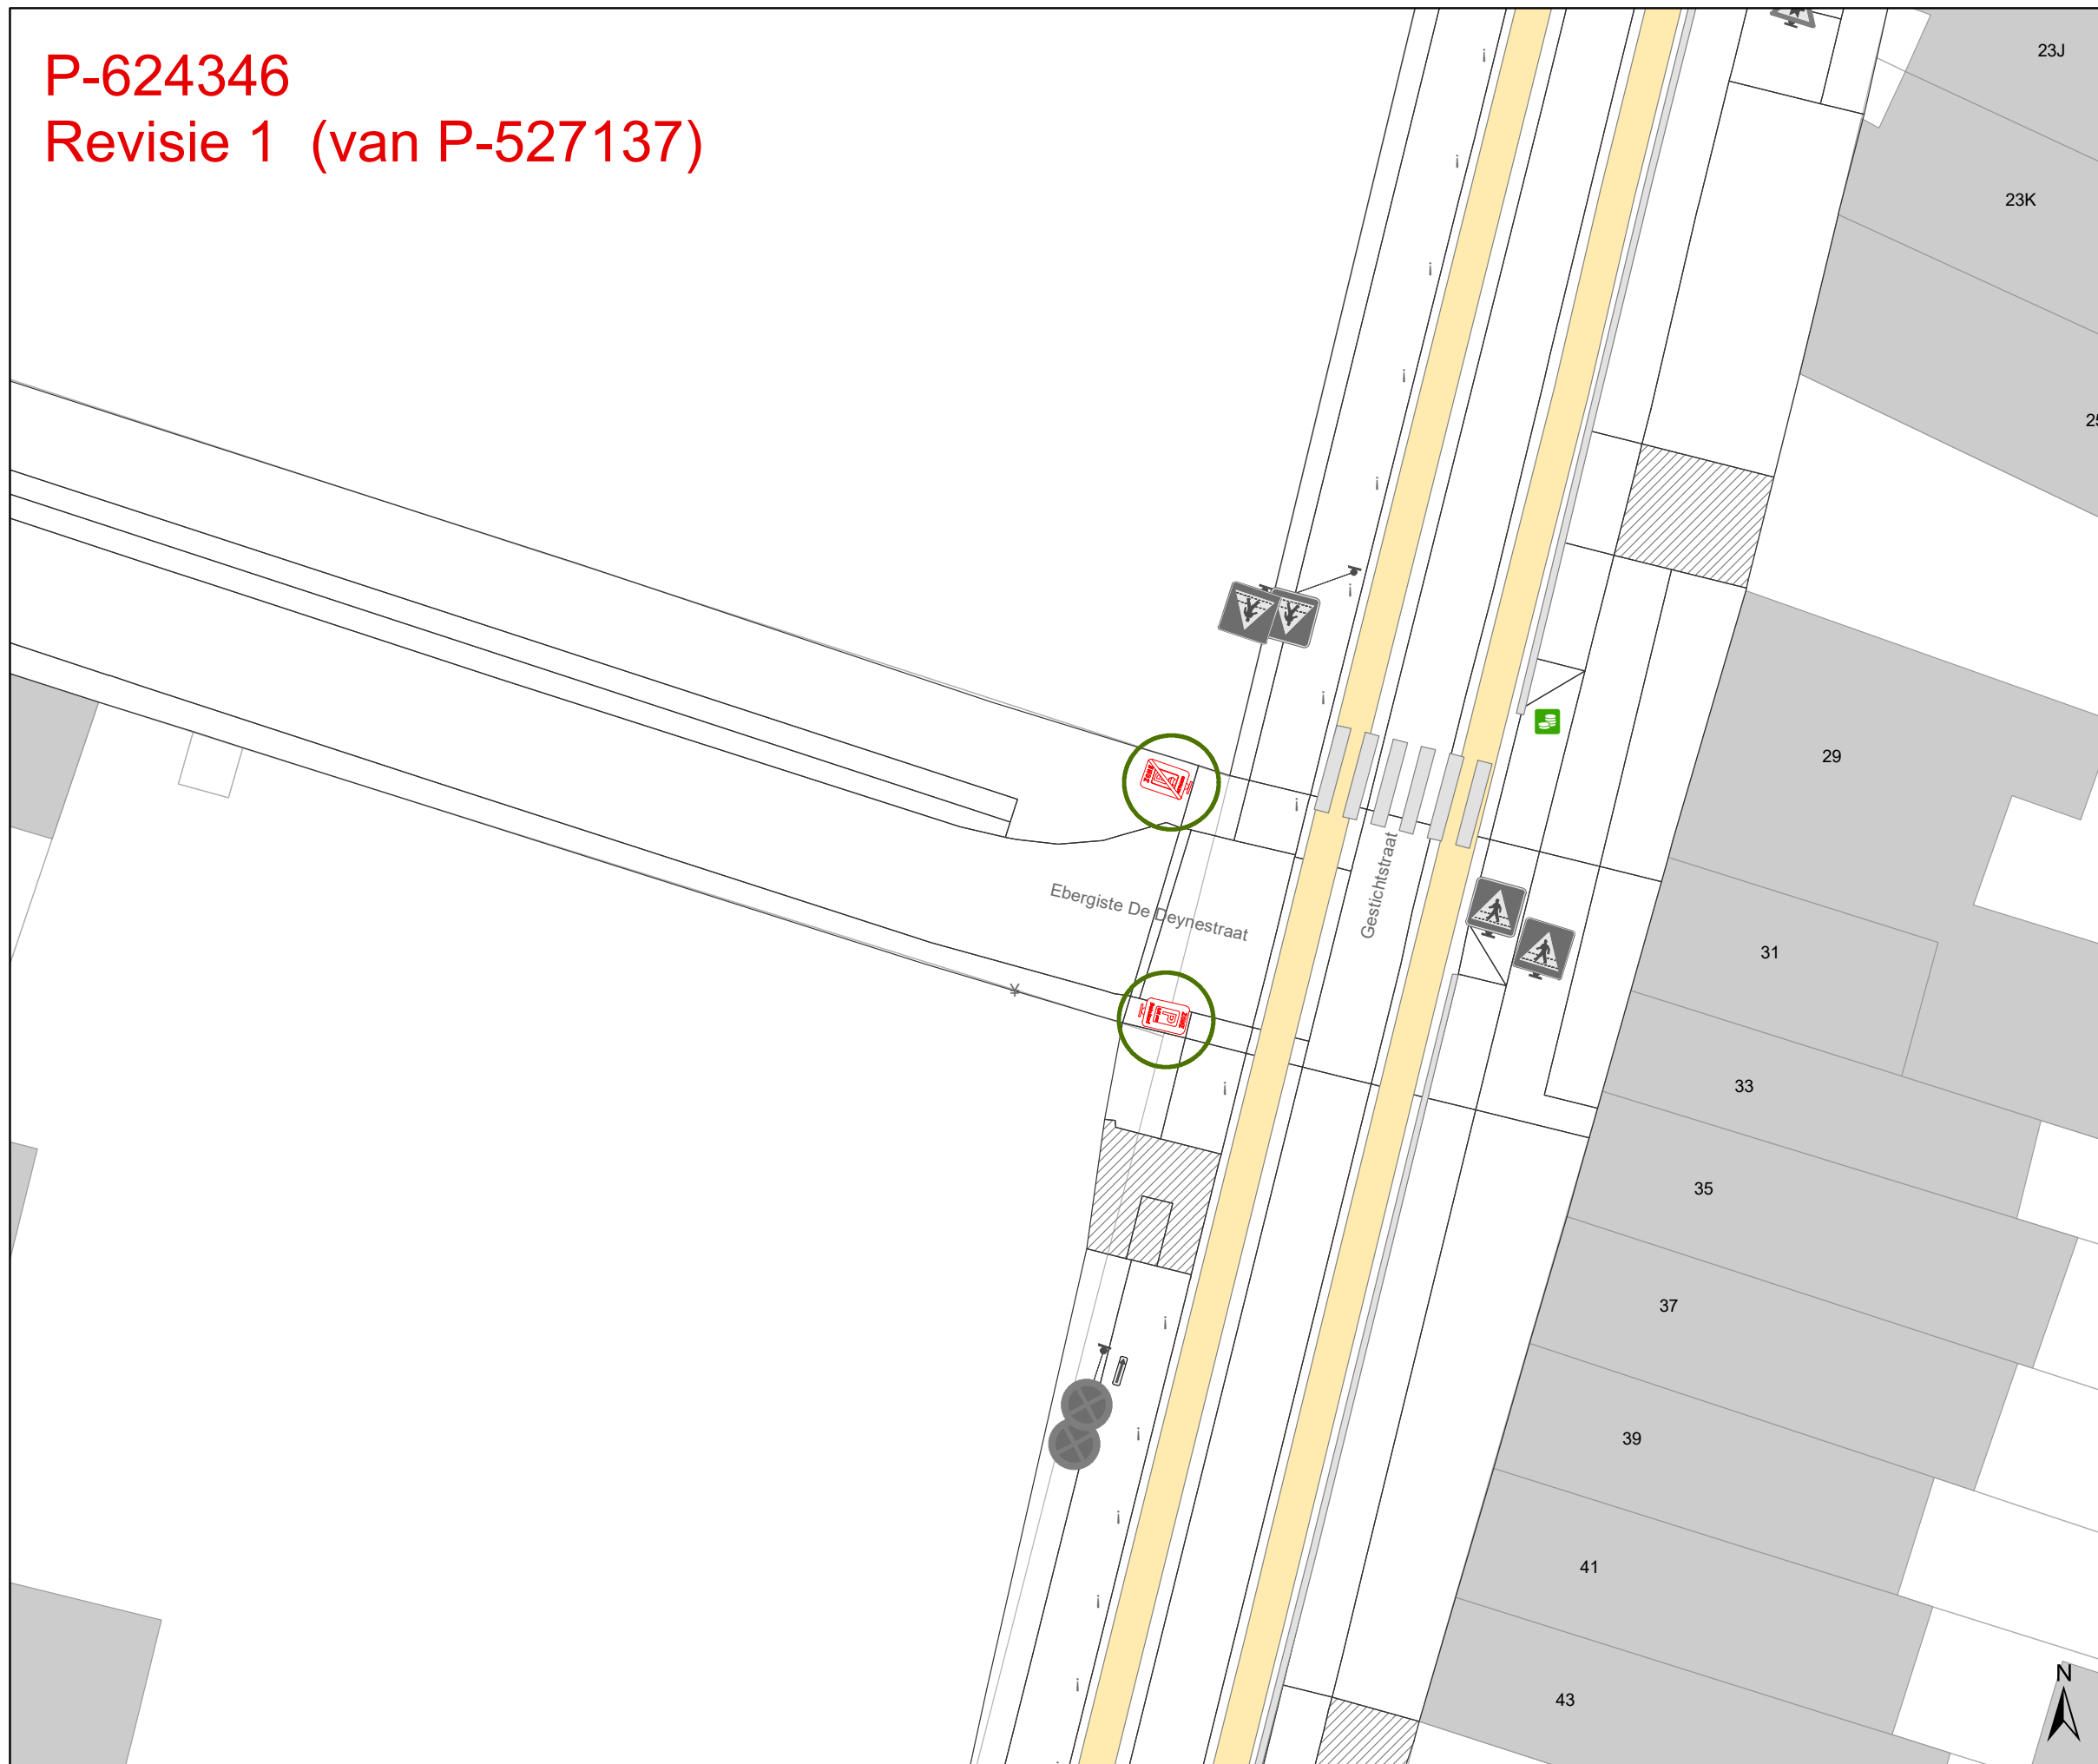 P-624346
Revisie 1 (van P-527137)
23J
23K
29
Ebergiste De Deynestraat
Gestichtstraat
31
33
35
37
39
41
43
N
ZONE
P